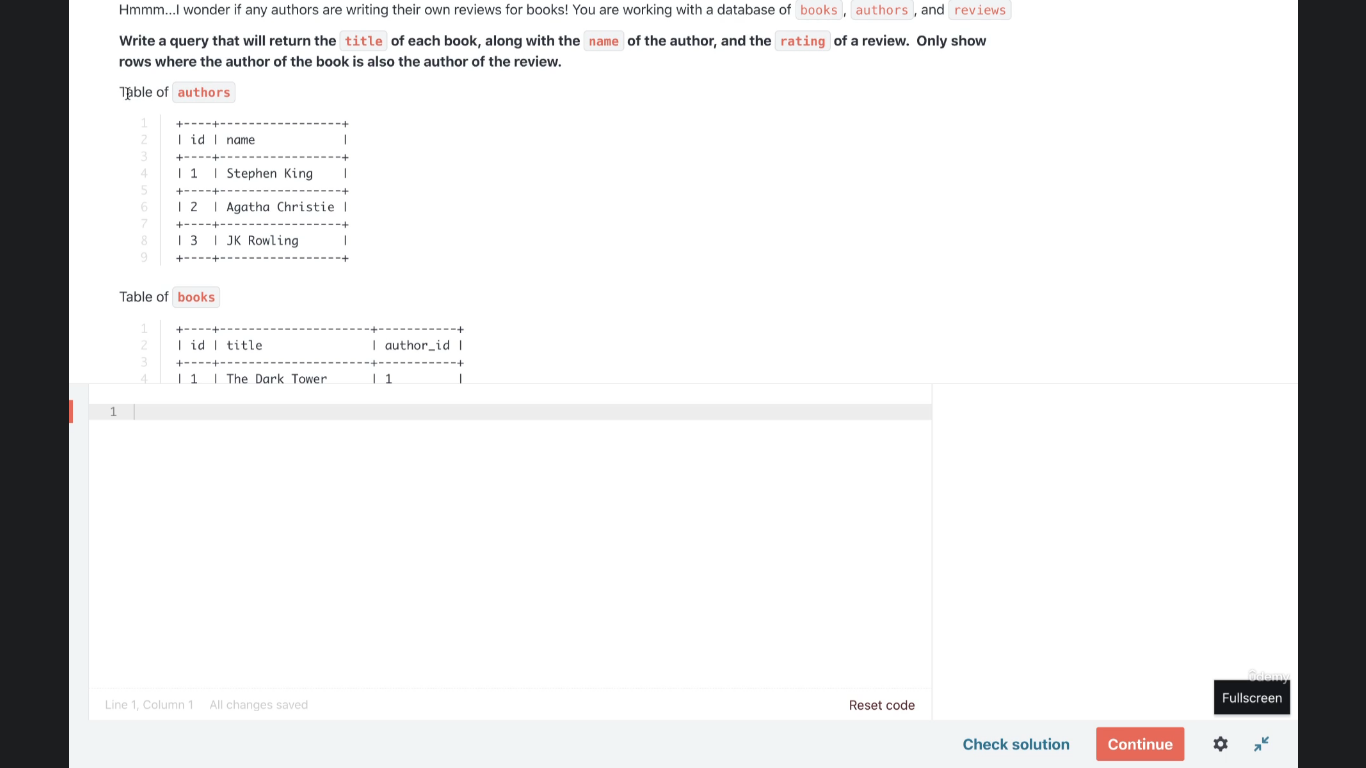 Hmmm...I wonder if any authors are writing their own reviews for books! You are working with a database of books, authors, and reviews
Write a query that will return the title of each book, along with the name of the author, and the rating of a review. Only show
rows where the author of the book is also the author of the review.
Table of authors
1 +----+-----------------+
2 | id | name            |
3 +----+-----------------+
4 | 1  | Stephen King    |
5 +----+-----------------+
6 | 2  | Agatha Christie |
7 +----+-----------------+
8 | 3  | JK Rowling      |
9 +----+-----------------+
Table of books
1 +----+---------------------+-----------+
2 | id | title               | author_id |
3 +----+---------------------+-----------+
4 | 1  | The Dark Tower      | 1         |
1
Line 1, Column 1 All changes saved
Reset code
Udemy
Fullscreen
Check solution
Continue